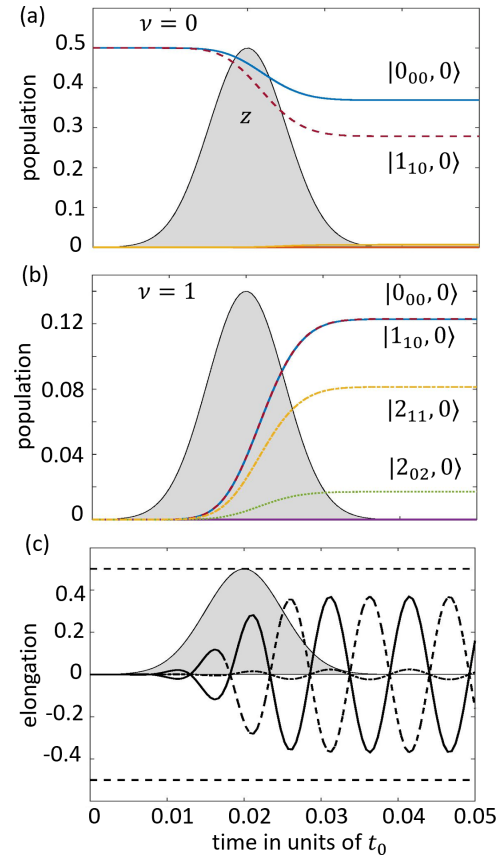 (a)
ν = 0
0.5
0.4
0.3
0.2
0.1
0
population
z
|0₀₀, 0⟩
|1₁₀, 0⟩
(b)
ν = 1
0.12
0.08
0.04
0
population
|0₀₀, 0⟩
|1₁₀, 0⟩
|2₁₁, 0⟩
|2₀₂, 0⟩
(c)
0.4
0.2
0
-0.2
-0.4
elongation
0 0.01 0.02 0.03 0.04 0.05
time in units of t₀